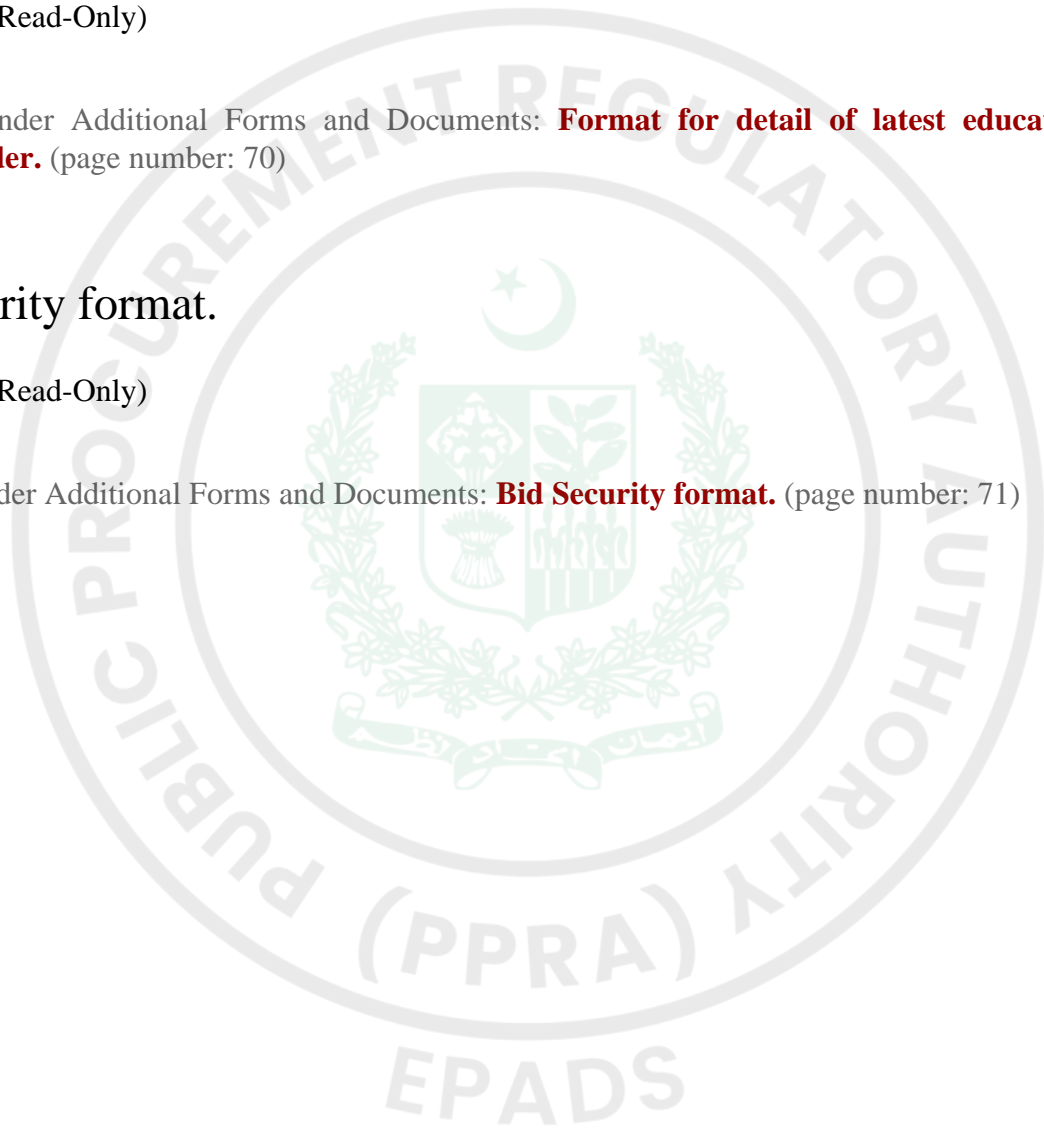 Read-Only)
nder Additional Forms and Documents: Format for detail of latest educat
der. (page number: 70)
rity format.
Read-Only)
der Additional Forms and Documents: Bid Security format. (page number: 71)
PUBLIC PROCUREMENT REGULATORY AUTHORITY
(PPRA)
EPADS